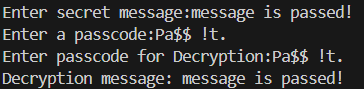 Enter secret message:message is passed!
Enter a passcode:Pa$$ !t.
Enter passcode for Decryption:Pa$$ !t.
Decryption message: message is passed!